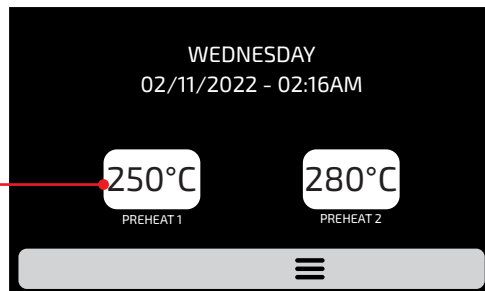 WEDNESDAY
02/11/2022 - 02:16AM
250°C
280°C
PREHEAT 1
PREHEAT 2